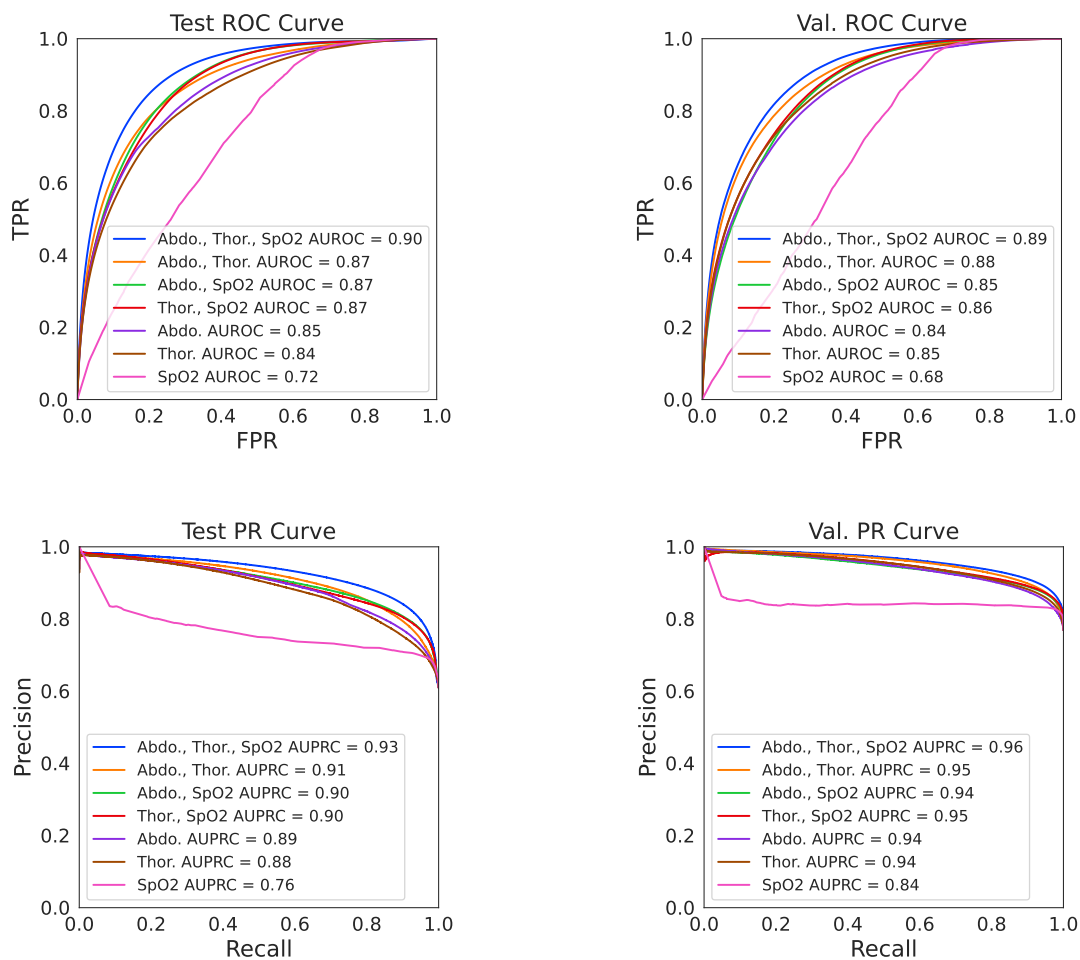 Test ROC Curve
1.0
0.8
0.6
0.4
0.2
0.0
TPR
Abdo., Thor., SpO2 AUROC = 0.90
Abdo., Thor. AUROC = 0.87
Abdo., SpO2 AUROC = 0.87
Thor., SpO2 AUROC = 0.87
Abdo. AUROC = 0.85
Thor. AUROC = 0.84
SpO2 AUROC = 0.72
0.0 0.2 0.4 0.6 0.8 1.0
FPR
Val. ROC Curve
1.0
0.8
0.6
0.4
0.2
0.0
TPR
Abdo., Thor., SpO2 AUROC = 0.89
Abdo., Thor. AUROC = 0.88
Abdo., SpO2 AUROC = 0.85
Thor., SpO2 AUROC = 0.86
Abdo. AUROC = 0.84
Thor. AUROC = 0.85
SpO2 AUROC = 0.68
0.0 0.2 0.4 0.6 0.8 1.0
FPR
Test PR Curve
1.0
0.8
0.6
0.4
0.2
0.0
Precision
Abdo., Thor., SpO2 AUPRC = 0.93
Abdo., Thor. AUPRC = 0.91
Abdo., SpO2 AUPRC = 0.90
Thor., SpO2 AUPRC = 0.90
Abdo. AUPRC = 0.89
Thor. AUPRC = 0.88
SpO2 AUPRC = 0.76
0.0 0.2 0.4 0.6 0.8 1.0
Recall
Val. PR Curve
1.0
0.8
0.6
0.4
0.2
0.0
Precision
Abdo., Thor., SpO2 AUPRC = 0.96
Abdo., Thor. AUPRC = 0.95
Abdo., SpO2 AUPRC = 0.94
Thor., SpO2 AUPRC = 0.95
Abdo. AUPRC = 0.94
Thor. AUPRC = 0.94
SpO2 AUPRC = 0.84
0.0 0.2 0.4 0.6 0.8 1.0
Recall